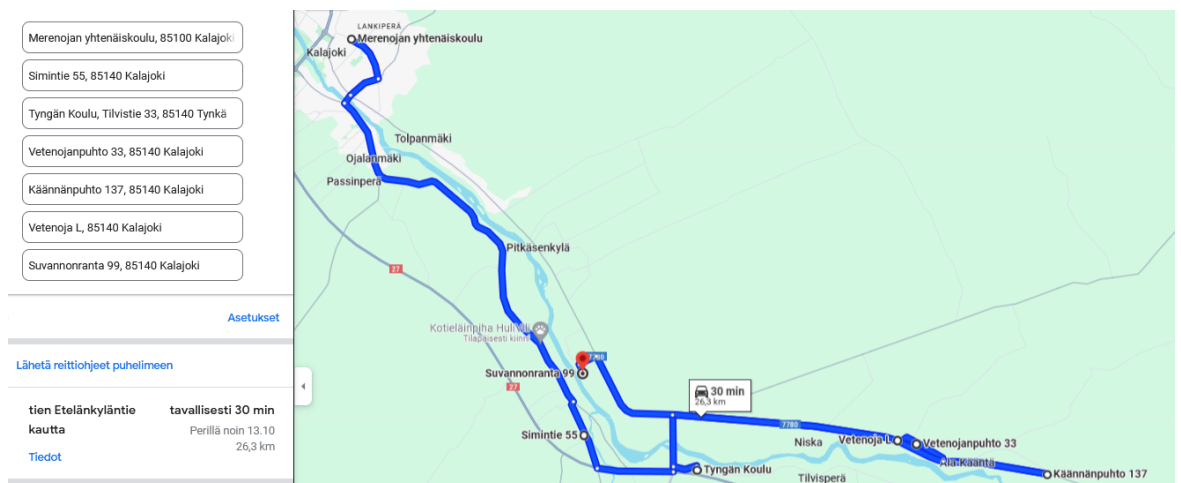 Merenojan yhtenäiskoulu, 85100 Kalajoki
Simintie 55, 85140 Kalajoki
Tyngän Koulu, Tilvistie 33, 85140 Tynkä
Vetenojanpuhto 33, 85140 Kalajoki
Käännänpuhto 137, 85140 Kalajoki
Vetenoja L, 85140 Kalajoki
Suvannonranta 99, 85140 Kalajoki
Asetukset
Lähetä reittiohjeet puhelimeen
tien Etelänkyläntie tavallisesti 30 min
kautta Perillä noin 13.10
26,3 km
Tiedot
LANKIPERÄ
Merenojan yhtenäiskoulu
Kalajoki
Tolpanmäki
Ojalanmäki
Passinperä
Pitkäsenkylä
27
Kotieläinpiha
Tilapäisesti kiinni
7780
Suvannonranta 99
27
30 min
26,3 km
7780
Simintie 55
Niska
Vetenoja L
Vetenojanpuhto 33
Ala-Kääntä
Tyngän Koulu
Tilvisperä
Käännänpuhto 137